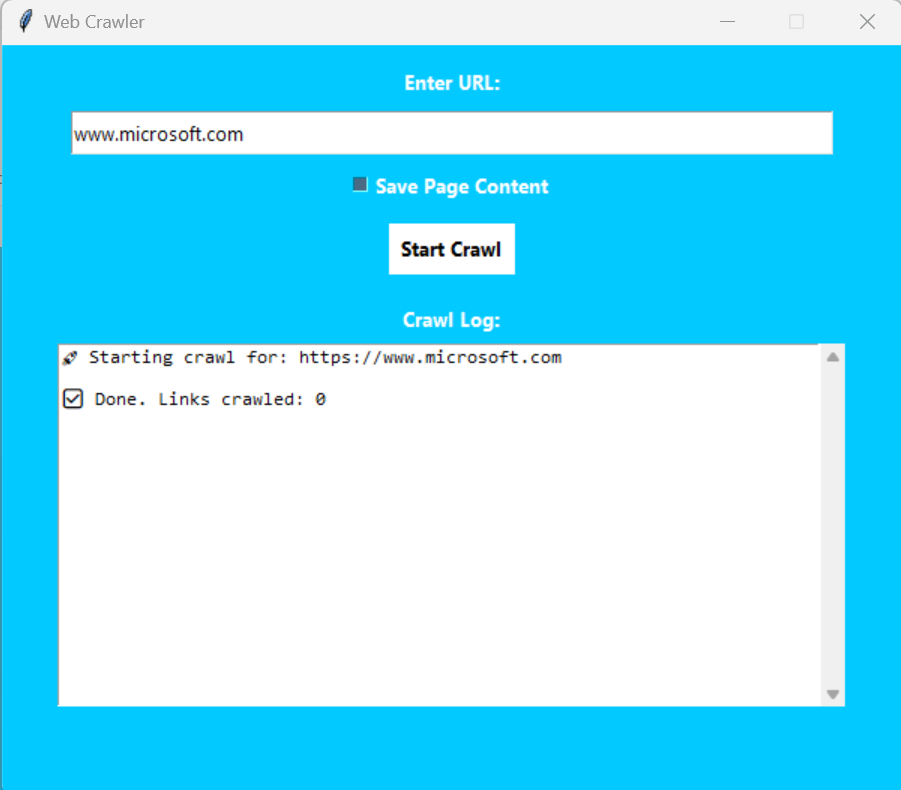 Web Crawler
Enter URL:
www.microsoft.com
Save Page Content
Start Crawl
Crawl Log:
🚀 Starting crawl for: https://www.microsoft.com
☑ Done. Links crawled: 0